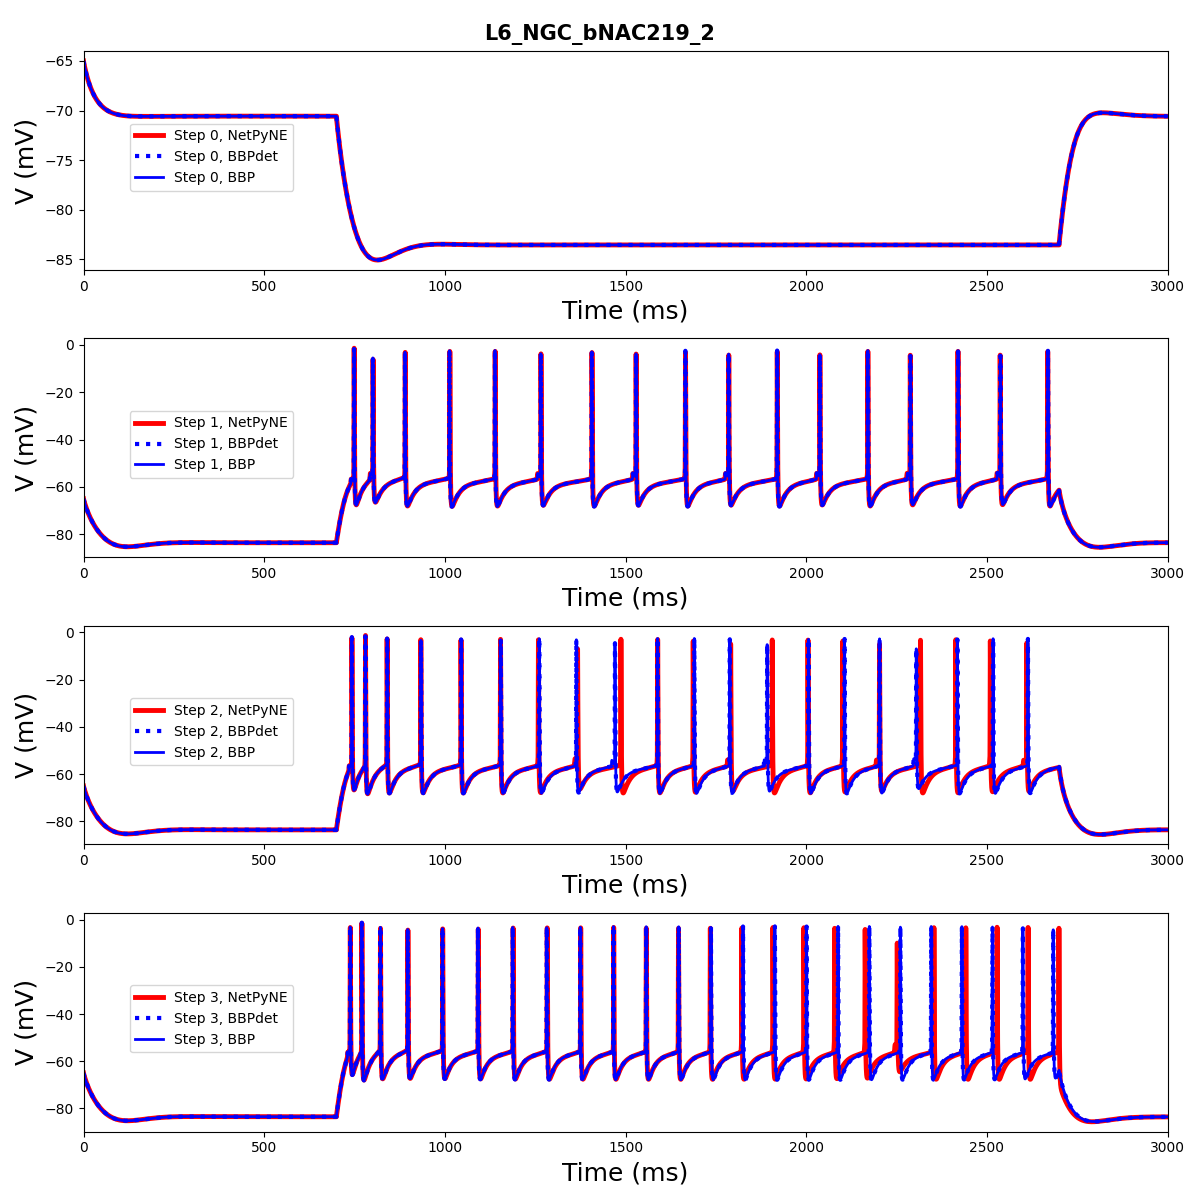 L6_NGC_bNAC219_2
−65
−70
−75
−80
−85
V (mV)
Step 0, NetPyNE
Step 0, BBPdet
Step 0, BBP
0 500 1000 1500 2000 2500 3000
Time (ms)
0
−20
−40
−60
−80
V (mV)
Step 1, NetPyNE
Step 1, BBPdet
Step 1, BBP
0 500 1000 1500 2000 2500 3000
Time (ms)
0
−20
−40
−60
−80
V (mV)
Step 2, NetPyNE
Step 2, BBPdet
Step 2, BBP
0 500 1000 1500 2000 2500 3000
Time (ms)
0
−20
−40
−60
−80
V (mV)
Step 3, NetPyNE
Step 3, BBPdet
Step 3, BBP
0 500 1000 1500 2000 2500 3000
Time (ms)